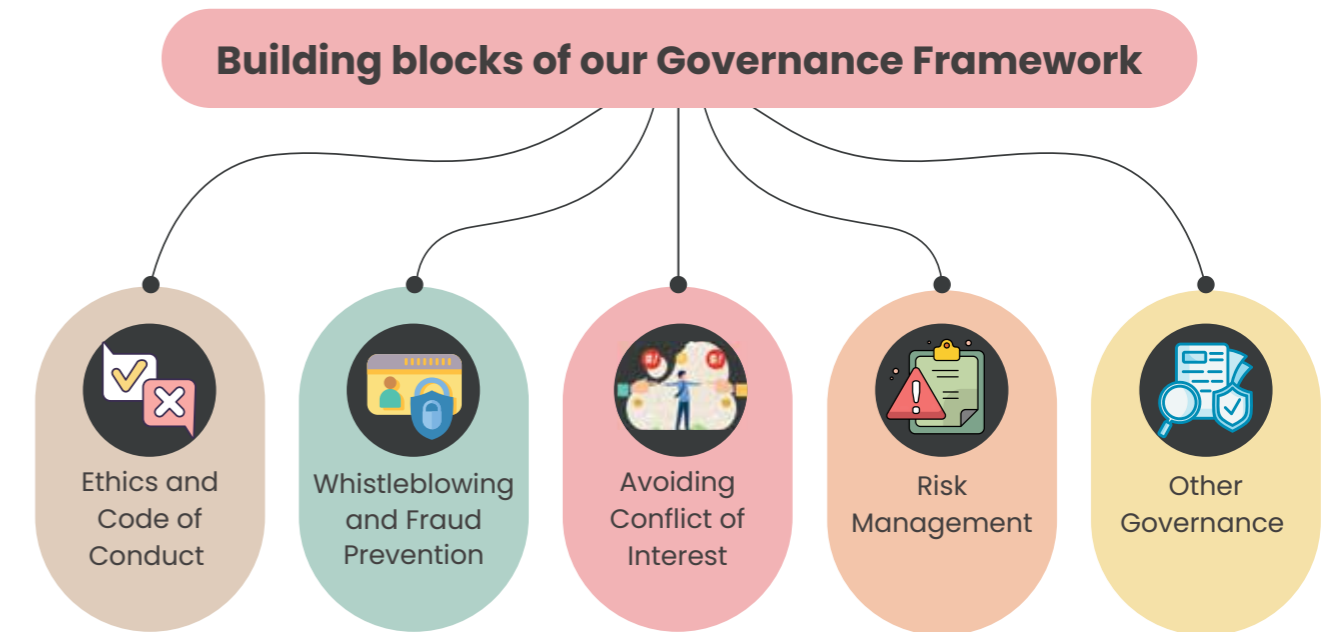 Building blocks of our Governance Framework
Ethics and
Code of
Conduct
Whistleblowing
and Fraud
Prevention
Avoiding
Conflict of
Interest
Risk
Management
Other
Governance